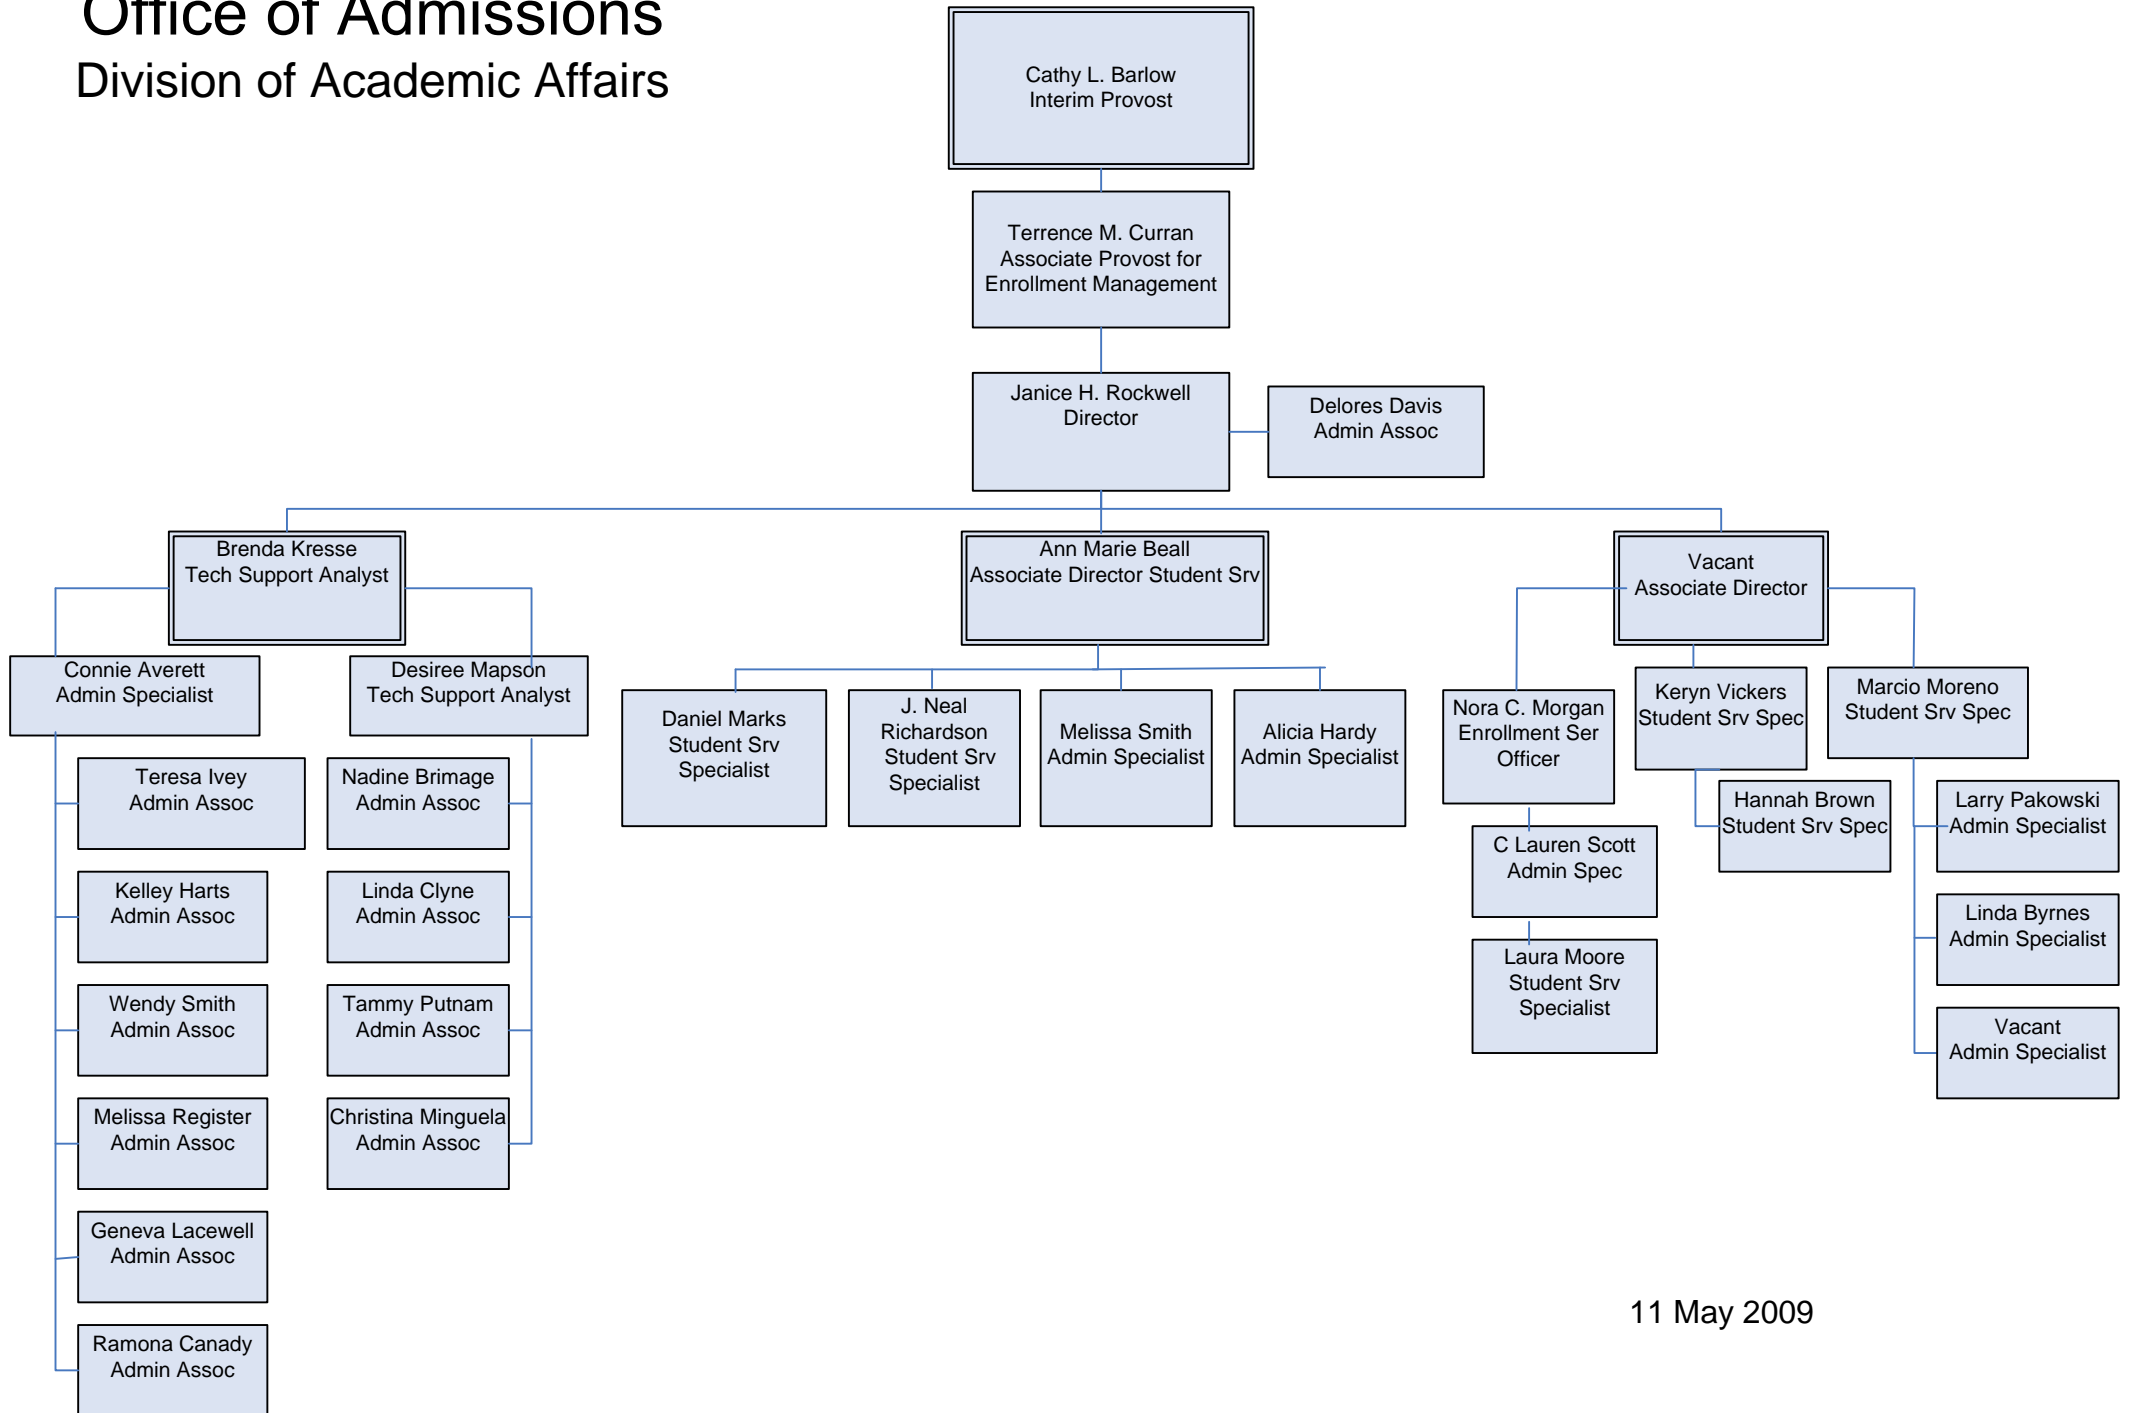 Office of Admissions
Division of Academic Affairs
Cathy L. Barlow
Interim Provost
Terrence M. Curran
Associate Provost for
Enrollment Management
Janice H. Rockwell
Director
Delores Davis
Admin Assoc
Brenda Kresse
Tech Support Analyst
Ann Marie Beall
Associate Director Student Srv
Vacant
Associate Director
Connie Averett
Admin Specialist
Desiree Mapson
Tech Support Analyst
Teresa Ivey
Admin Assoc
Kelley Harts
Admin Assoc
Wendy Smith
Admin Assoc
Melissa Register
Admin Assoc
Geneva Lacewell
Admin Assoc
Ramona Canady
Admin Assoc
Nadine Brimage
Admin Assoc
Linda Clyne
Admin Assoc
Tammy Putnam
Admin Assoc
Christina Minguela
Admin Assoc
Daniel Marks
Student Srv
Specialist
J. Neal
Richardson
Student Srv
Specialist
Melissa Smith
Admin Specialist
Alicia Hardy
Admin Specialist
Nora C. Morgan
Enrollment Ser
Officer
C Lauren Scott
Admin Spec
Laura Moore
Student Srv
Specialist
Keryn Vickers
Student Srv Spec
Hannah Brown
Student Srv Spec
Marcio Moreno
Student Srv Spec
Larry Pakowski
Admin Specialist
Linda Byrnes
Admin Specialist
Vacant
Admin Specialist
11 May 2009